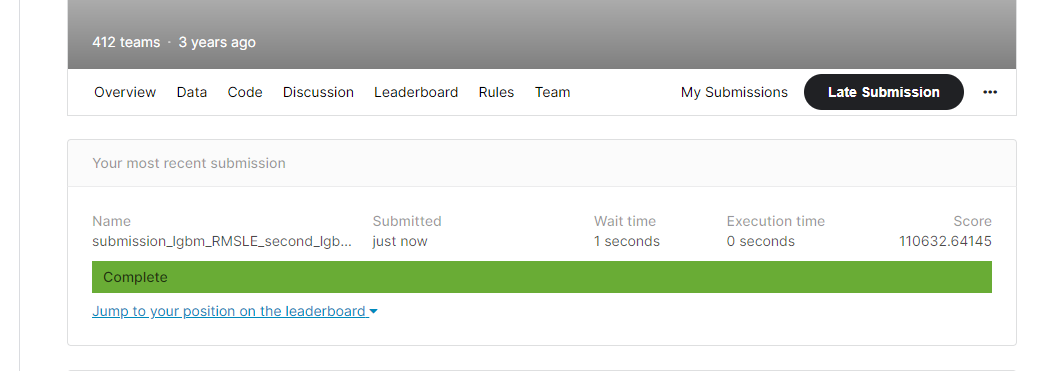 412 teams · 3 years ago
Overview Data Code Discussion Leaderboard Rules Team My Submissions Late Submission •••
Your most recent submission
Name Submitted Wait time Execution time Score
submission_lgbm_RMSLE_second_lgb... just now 1 seconds 0 seconds 110632.64145
Complete
Jump to your position on the leaderboard